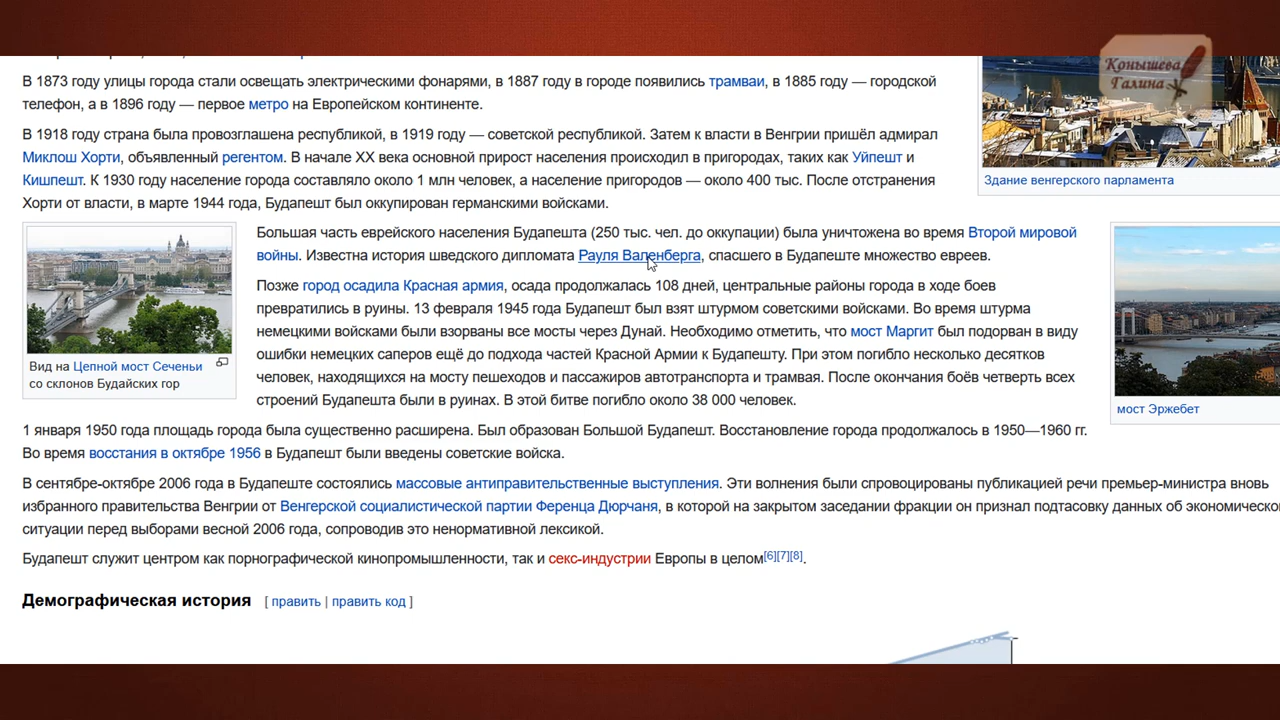 Конышева
Галина
В 1873 году улицы города стали освещать электрическими фонарями, в 1887 году в городе появились трамваи, в 1885 году — городской
телефон, а в 1896 году — первое метро на Европейском континенте.
В 1918 году страна была провозглашена республикой, в 1919 году — советской республикой. Затем к власти в Венгрии пришёл адмирал
Миклош Хорти, объявленный регентом. В начале XX века основной прирост населения происходил в пригородах, таких как Уйпешт и
Кишпешт. К 1930 году население города составляло около 1 млн человек, а население пригородов — около 400 тыс. После отстранения
Хорти от власти, в марте 1944 года, Будапешт был оккупирован германскими войсками.
Здание венгерского парламента
Большая часть еврейского населения Будапешта (250 тыс. чел. до оккупации) была уничтожена во время Второй мировой
войны. Известна история шведского дипломата Рауля Валенберга, спасшего в Будапеште множество евреев.
Позже город осадила Красная армия, осада продолжалась 108 дней, центральные районы города в ходе боев
превратились в руины. 13 февраля 1945 года Будапешт был взят штурмом советскими войсками. Во время штурма
немецкими войсками были взорваны все мосты через Дунай. Необходимо отметить, что мост Маргит был подорван в виду
ошибки немецких саперов ещё до подхода частей Красной Армии к Будапешту. При этом погибло несколько десятков
человек, находящихся на мосту пешеходов и пассажиров автотранспорта и трамвая. После окончания боёв четверть всех
строений Будапешта были в руинах. В этой битве погибло около 38 000 человек.
Вид на Цепной мост Сеченьи
со склонов Будайских гор
мост Эржебет
1 января 1950 года площадь города была существенно расширена. Был образован Большой Будапешт. Восстановление города продолжалось в 1950—1960 гг.
Во время восстания в октябре 1956 в Будапешт были введены советские войска.
В сентябре-октябре 2006 года в Будапеште состоялись массовые антиправительственные выступления. Эти волнения были спровоцированы публикацией речи премьер-министра вновь
избранного правительства Венгрии от Венгерской социалистической партии Ференца Дюрчаня, в которой на закрытом заседании фракции он признал подтасовку данных об экономическо
ситуации перед выборами весной 2006 года, сопроводив это ненормативной лексикой.
Будапешт служит центром как порнографической кинопромышленности, так и секс-индустрии Европы в целом[6][7][8].
Демографическая история [ править | править код ]